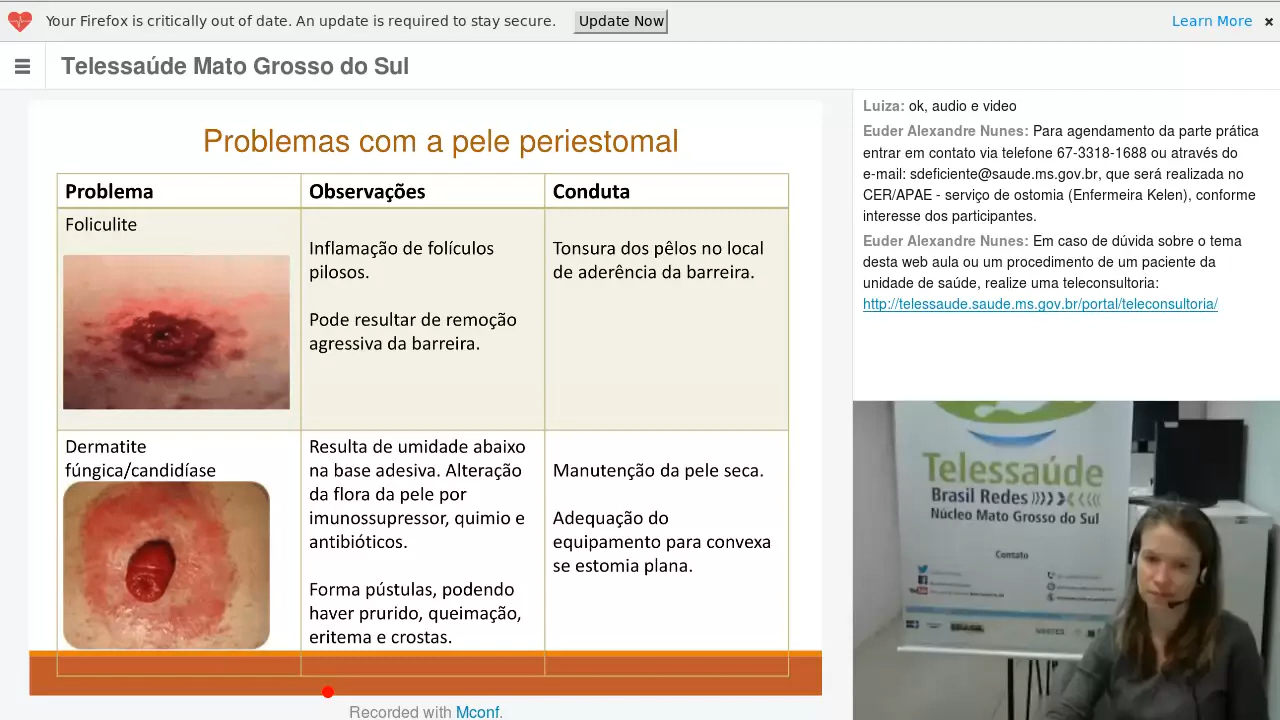 Your Firefox is critically out of date. An update is required to stay secure.
Update Now
Learn More ×
Telessaúde Mato Grosso do Sul
Problemas com a pele periestomal
Problema
Observações
Conduta
Foliculite
Inflamação de folículos
pilosos.
Pode resultar de remoção
agressiva da barreira.
Tonsura dos pêlos no local
de aderência da barreira.
Dermatite
fúngica/candidíase
Resulta de umidade abaixo
na base adesiva. Alteração
da flora da pele por
imunossupressor, quimio e
antibióticos.
Forma pústulas, podendo
haver prurido, queimação,
eritema e crostas.
Manutenção da pele seca.
Adequação do
equipamento para convexa
se estomia plana.
Recorded with Mconf.
Luiza: ok, audio e video
Euder Alexandre Nunes: Para agendamento da parte prática
entrar em contato via telefone 67-3318-1688 ou através do
e-mail: sdeficiente@saude.ms.gov.br, que será realizada no
CER/APAE - serviço de ostomia (Enfermeira Kelen), conforme
interesse dos participantes.
Euder Alexandre Nunes: Em caso de dúvida sobre o tema
desta web aula ou um procedimento de um paciente da
unidade de saúde, realize uma teleconsultoria:
http://telessaude.saude.ms.gov.br/portal/teleconsultoria/
Telessaúde
Brasil Redes
Núcleo Mato Grosso do Sul
Contato